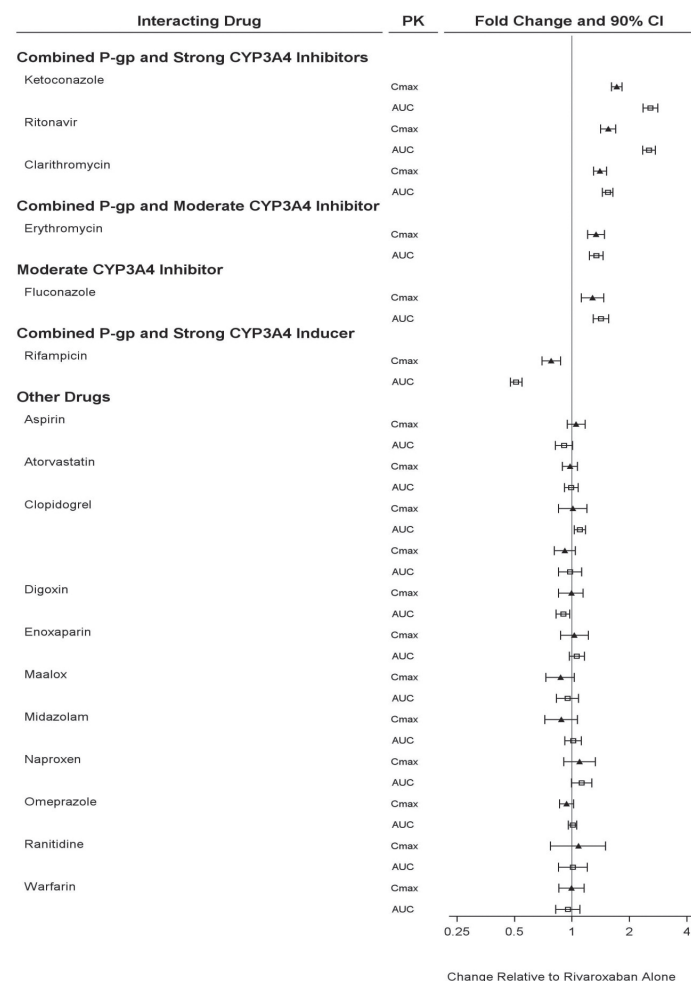 Interacting Drug PK Fold Change and 90% CI
Combined P-gp and Strong CYP3A4 Inhibitors
Ketoconazole Cmax
AUC
Ritonavir Cmax
AUC
Clarithromycin Cmax
AUC
Combined P-gp and Moderate CYP3A4 Inhibitor
Erythromycin Cmax
AUC
Moderate CYP3A4 Inhibitor
Fluconazole Cmax
AUC
Combined P-gp and Strong CYP3A4 Inducer
Rifampicin Cmax
AUC
Other Drugs
Aspirin Cmax
AUC
Atorvastatin Cmax
AUC
Clopidogrel Cmax
AUC
Cmax
AUC
Digoxin Cmax
AUC
Enoxaparin Cmax
AUC
Maalox Cmax
AUC
Midazolam Cmax
AUC
Naproxen Cmax
AUC
Omeprazole Cmax
AUC
Ranitidine Cmax
AUC
Warfarin Cmax
AUC
0.25 0.5 1 2 4
Change Relative to Rivaroxaban Alone